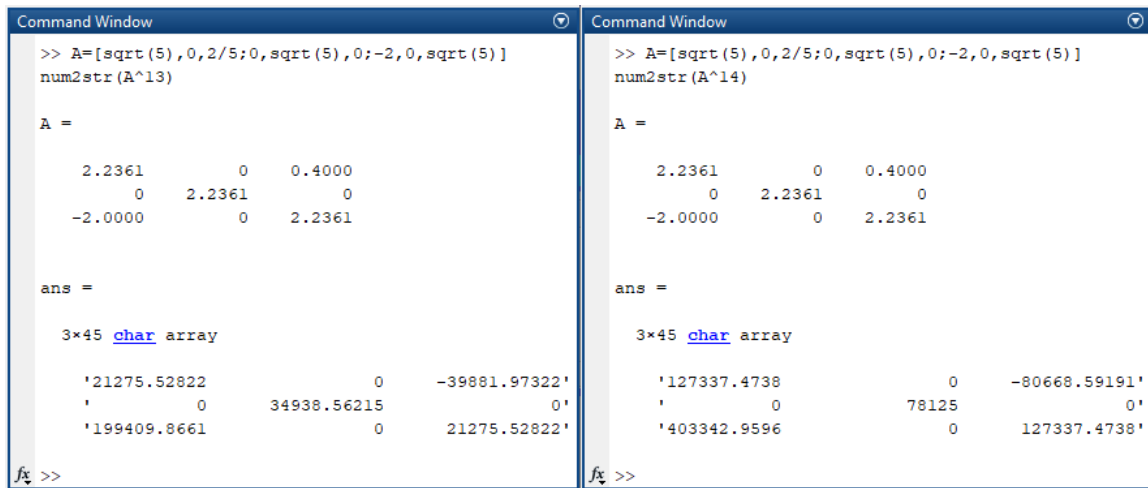 Command Window
>> A=[sqrt(5),0,2/5;0,sqrt(5),0;-2,0,sqrt(5)]
num2str(A^13)
A =
2.2361 0 0.4000
0 2.2361 0
-2.0000 0 2.2361
ans =
3×45 char array
'21275.52822 0 -39881.97322'
' 0 34938.56215 0'
'199409.8661 0 21275.52822'
fx >>
Command Window
>> A=[sqrt(5),0,2/5;0,sqrt(5),0;-2,0,sqrt(5)]
num2str(A^14)
A =
2.2361 0 0.4000
0 2.2361 0
-2.0000 0 2.2361
ans =
3×45 char array
'127337.4738 0 -80668.59191'
' 0 78125 0'
'403342.9596 0 127337.4738'
fx >>